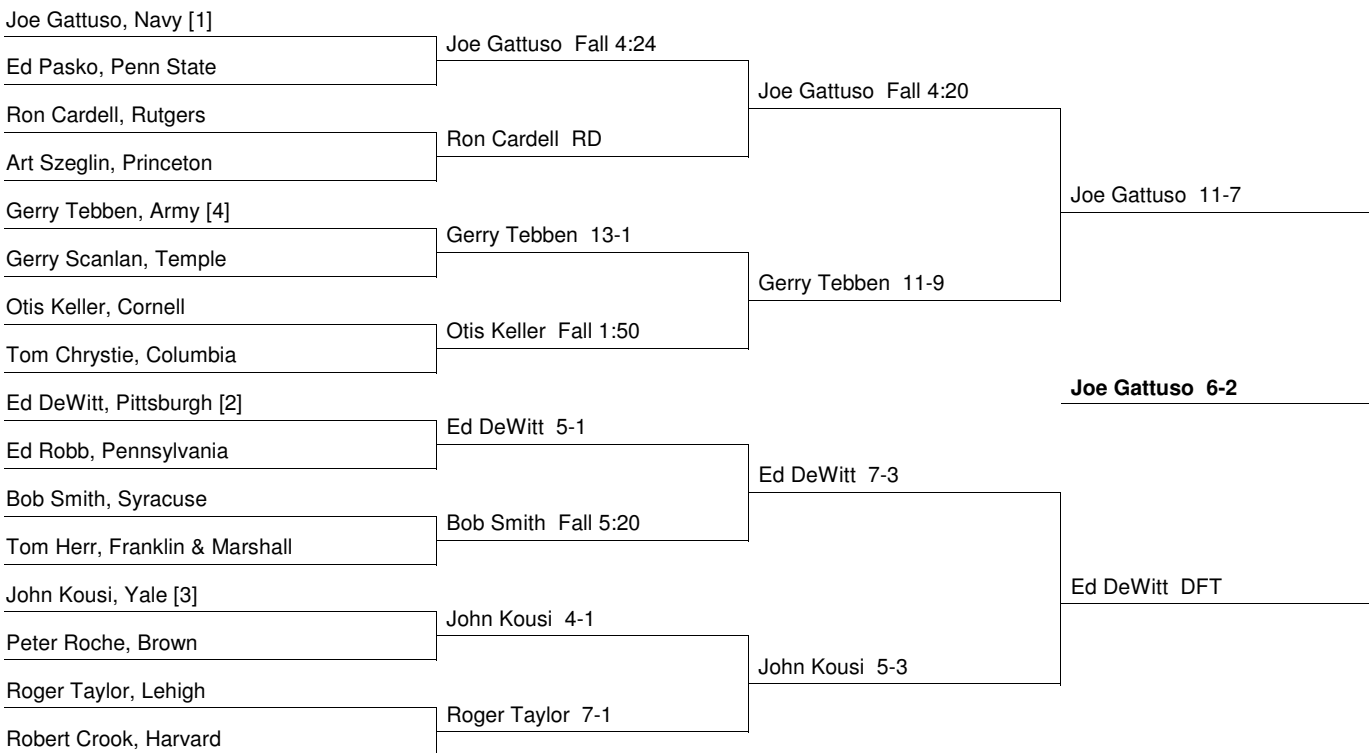 Joe Gattuso, Navy [1]
Ed Pasko, Penn State
Ron Cardell, Rutgers
Art Szeglin, Princeton
Gerry Tebben, Army [4]
Gerry Scanlan, Temple
Otis Keller, Cornell
Tom Chrystie, Columbia
Ed DeWitt, Pittsburgh [2]
Ed Robb, Pennsylvania
Bob Smith, Syracuse
Tom Herr, Franklin & Marshall
John Kousi, Yale [3]
Peter Roche, Brown
Roger Taylor, Lehigh
Robert Crook, Harvard
Joe Gattuso Fall 4:24
Ron Cardell RD
Gerry Tebben 13-1
Otis Keller Fall 1:50
Ed DeWitt 5-1
Bob Smith Fall 5:20
John Kousi 4-1
Roger Taylor 7-1
Joe Gattuso Fall 4:20
Gerry Tebben 11-9
Ed DeWitt 7-3
John Kousi 5-3
Joe Gattuso 11-7
Ed DeWitt DFT
Joe Gattuso 6-2